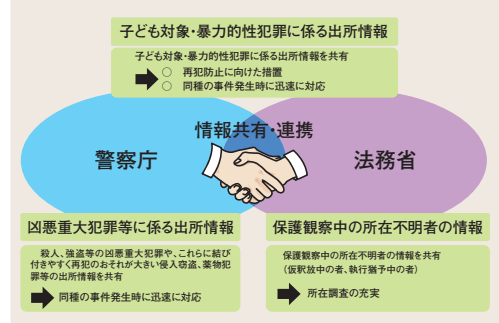 子ども対象・暴力的性犯罪に係る出所情報
子ども対象・暴力的性犯罪に係る出所情報を共有
○ 再犯防止に向けた措置
○ 同種の事件発生時に迅速に対応
情報共有・連携
警察庁
法務省
凶悪重大犯罪等に係る出所情報
殺人、強盗等の凶悪重大犯罪や、これらに結び
付きやすく再犯のおそれが大きい侵入窃盗、薬物犯
罪等の出所情報を共有
同種の事件発生時に迅速に対応
保護観察中の所在不明者の情報
保護観察中の所在不明者の情報を共有
(仮釈放中の者、執行猶予中の者)
所在調査の充実